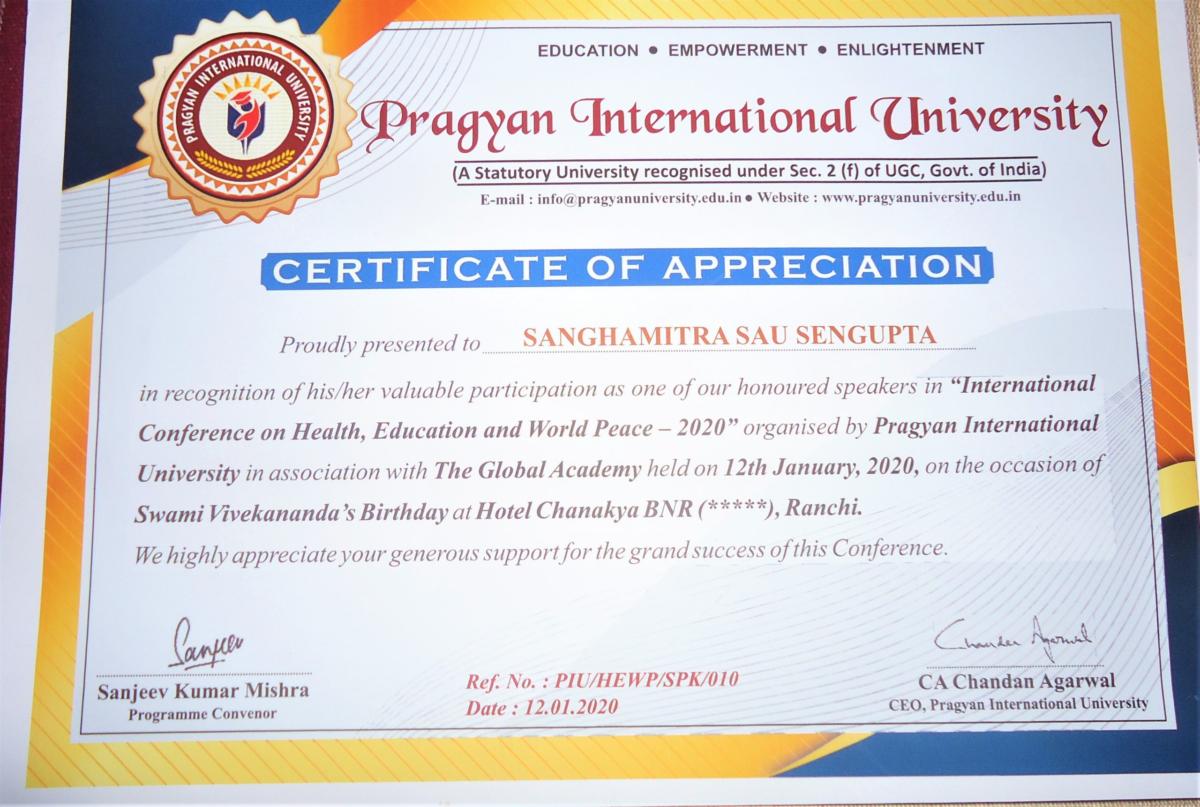 EDUCATION ● EMPOWERMENT ● ENLIGHTENMENT
PRAGYAN INTERNATIONAL UNIVERSITY
Pragyan International University
(A Statutory University recognised under Sec. 2 (f) of UGC, Govt. of India)
E-mail : info@pragyanuniversity.edu.in ● Website : www.pragyanuniversity.edu.in
CERTIFICATE OF APPRECIATION
Proudly presented to SANGHAMITRA SAU SENGUPTA
in recognition of his/her valuable participation as one of our honoured speakers in “International
Conference on Health, Education and World Peace – 2020” organised by Pragyan International
University in association with The Global Academy held on 12th January, 2020, on the occasion of
Swami Vivekananda’s Birthday at Hotel Chanakya BNR (*****), Ranchi.
We highly appreciate your generous support for the grand success of this Conference.
Sanjeev
Chandan Agarwal
Sanjeev Kumar Mishra
Programme Convenor
Ref. No. : PIU/HEWP/SPK/010
Date : 12.01.2020
CA Chandan Agarwal
CEO, Pragyan International University